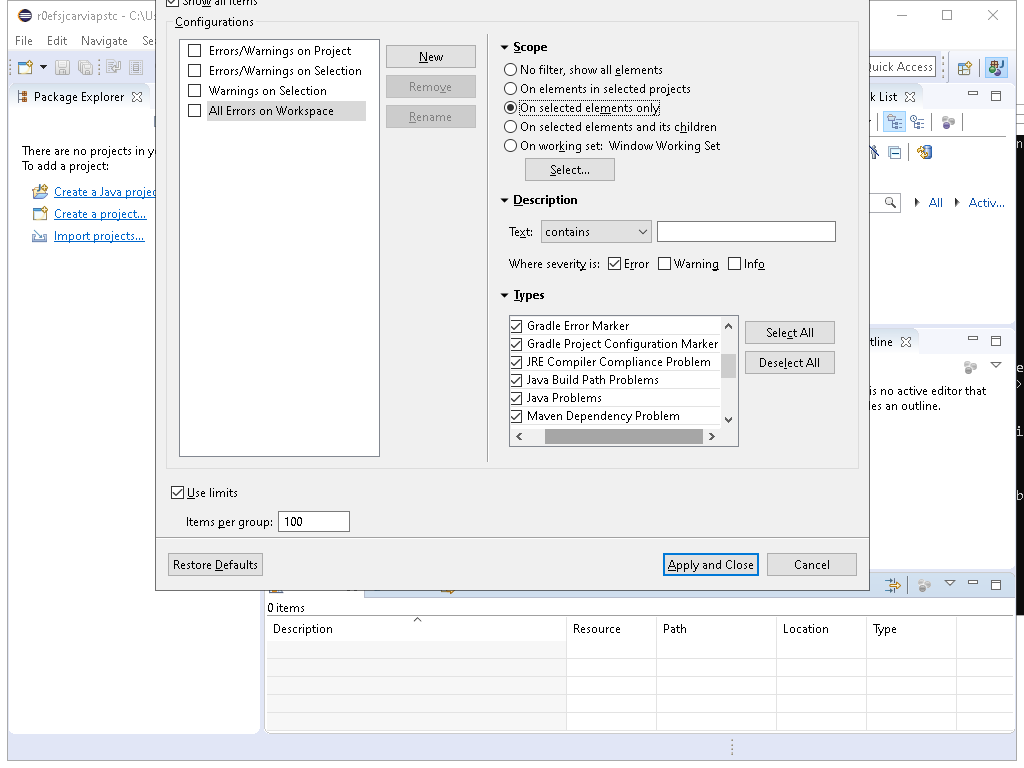 r0efsjcarviapstc - C:\Us
Show all items
File Edit Navigate Se
Configurations
Quick Access
Package Explorer
There are no projects in y
To add a project:
Create a Java projec
Create a project...
Import projects...
Errors/Warnings on Project
Errors/Warnings on Selection
Warnings on Selection
All Errors on Workspace
New
Remove
Rename
Scope
No filter, show all elements
On elements in selected projects
On selected elements only
On selected elements and its children
On working set: Window Working Set
Select...
Description
Text: contains
Where severity is: Error Warning Info
Types
Gradle Error Marker
Gradle Project Configuration Marker
JRE Compiler Compliance Problem
Java Build Path Problems
Java Problems
Maven Dependency Problem
Select All
Deselect All
Use limits
Items per group: 100
Restore Defaults
Apply and Close
Cancel
k List
All Activ...
tline
is no active editor that
les an outline.
0 items
Description Resource Path Location Type